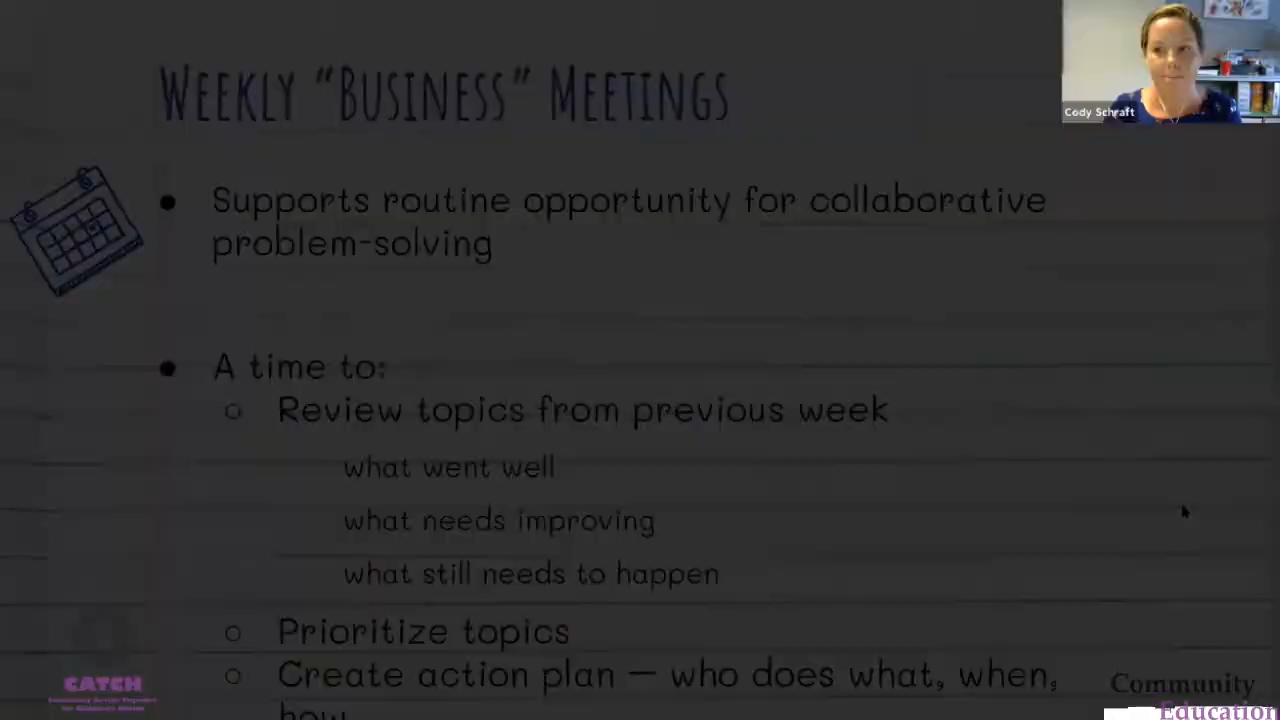 WEEKLY “BUSINESS” MEETINGS
Cody Schraft
● Supports routine opportunity for collaborative
problem-solving
● A time to:
○ Review topics from previous week
what went well
what needs improving
what still needs to happen
○ Prioritize topics
○ Create action plan – who does what, when,
how
CATCH
Community
Education